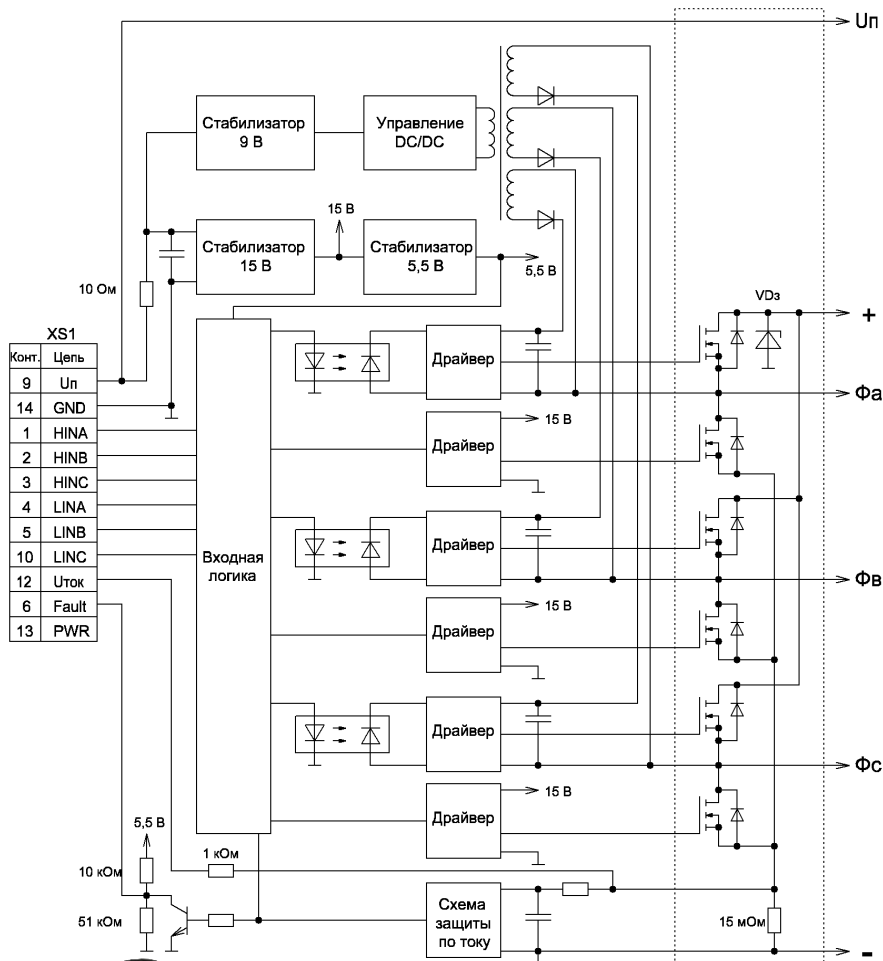 Uп
Стабилизатор
9 В
Управление
DC/DC
15 В
Стабилизатор
15 В
Стабилизатор
5,5 В
5,5 В
10 Ом
VDз
+
XS1
Конт. Цепь
9 Uп
14 GND
1 HINA
2 HINB
3 HINC
4 LINA
5 LINB
10 LINC
12 Uток
6 Fault
13 PWR
Входная
логика
Драйвер
Фа
15 В
Драйвер
Драйвер
Фв
15 В
Драйвер
Драйвер
Фс
15 В
Драйвер
5,5 В
10 кОм
1 кОм
51 кОм
Схема
защиты
по току
15 мОм
-